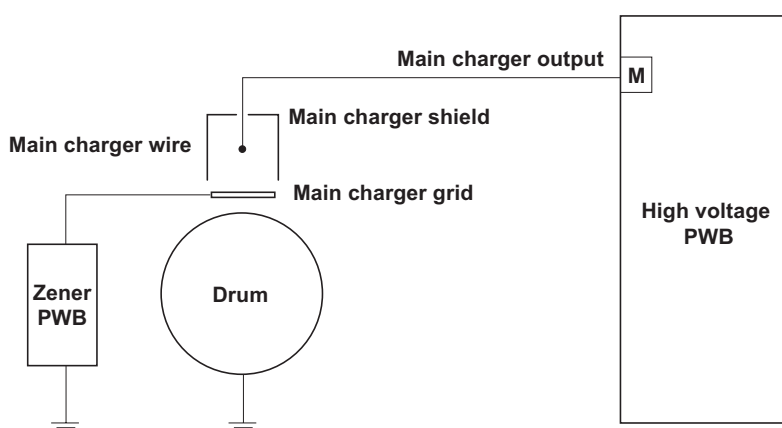 Main charger output
M
Main charger shield
Main charger wire
Main charger grid
High voltage
PWB
Zener
PWB
Drum